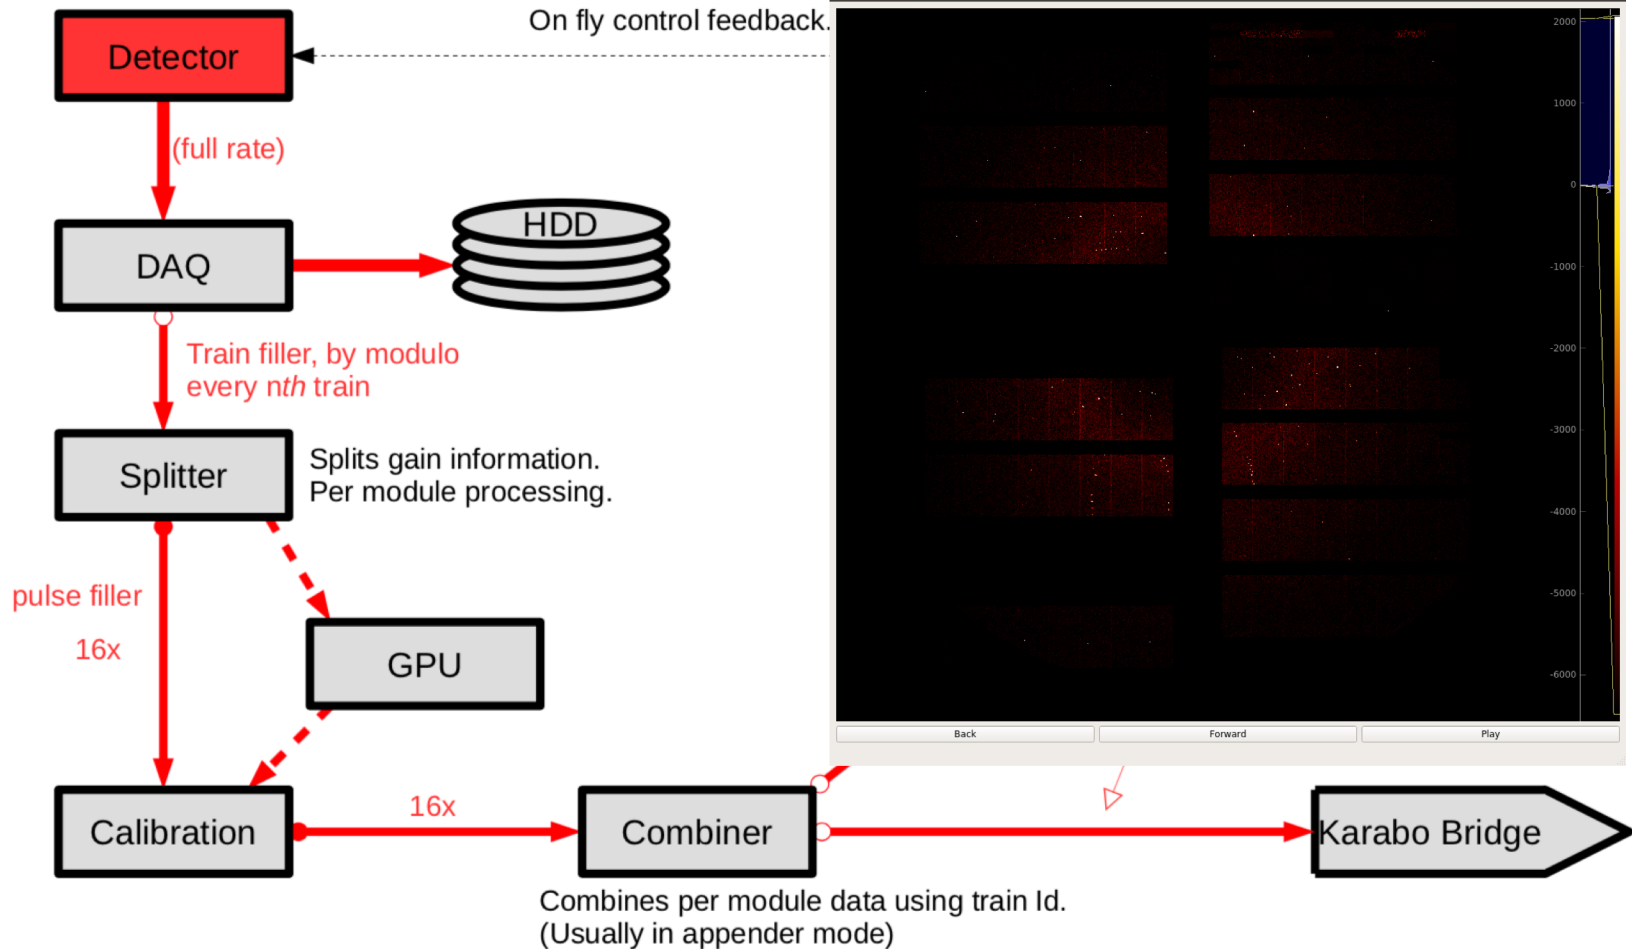 On fly control feedback.
Detector
(full rate)
DAQ
HDD
Train filler, by modulo
every nth train
Splitter
Splits gain information.
Per module processing.
pulse filler
16x
GPU
Calibration
16x
Combiner
Karabo Bridge
Combines per module data using train Id.
(Usually in appender mode)
2000
1000
0
-1000
-2000
-3000
-4000
-5000
-6000
Back
Forward
Play